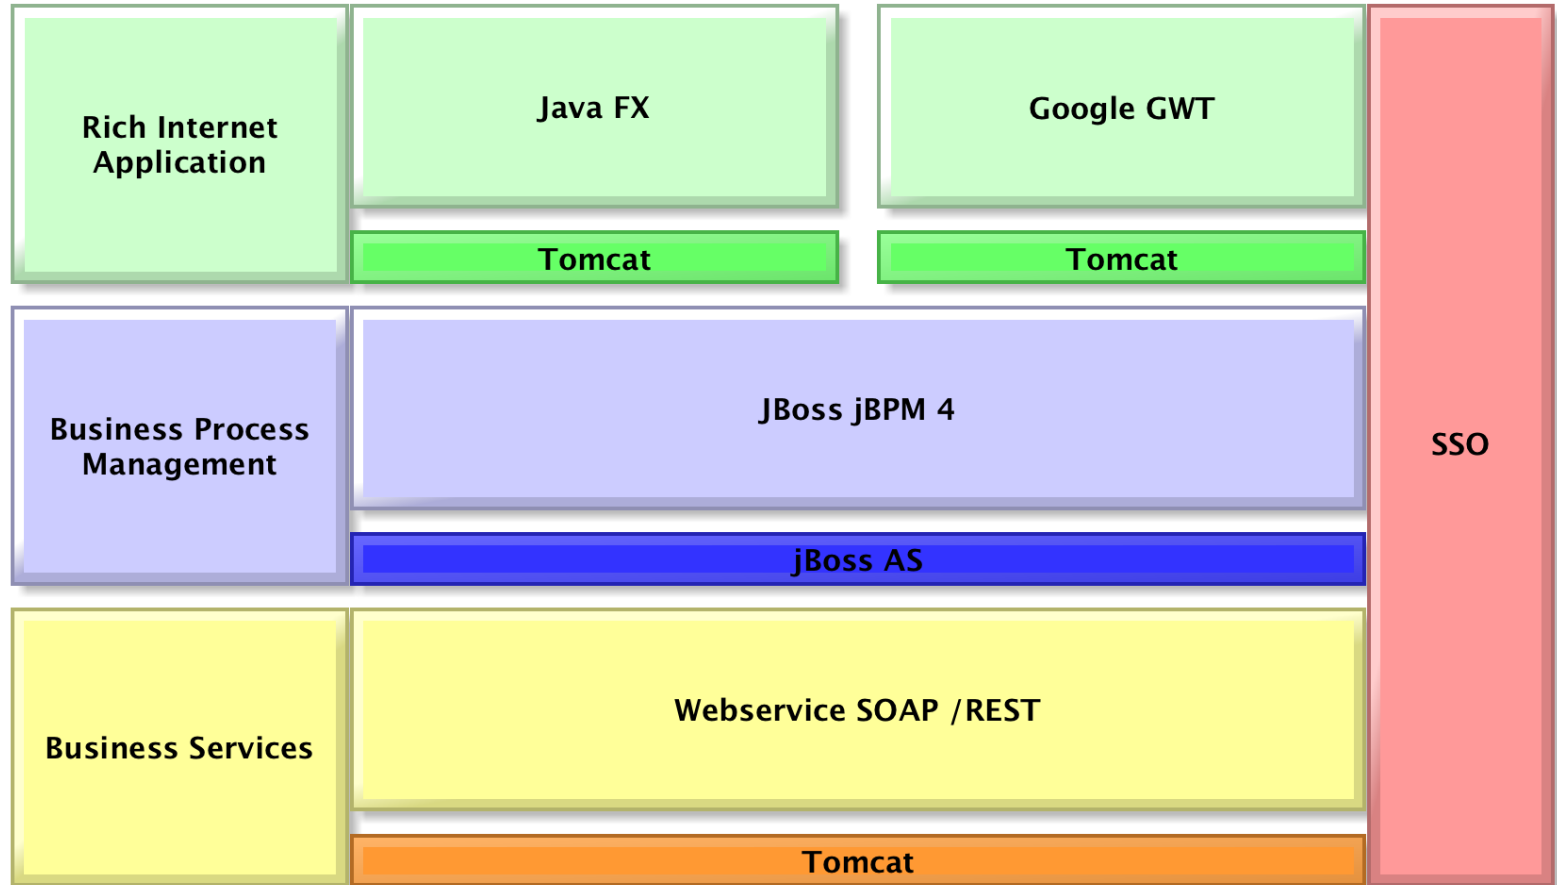 Rich Internet
Application
Java FX
Google GWT
Tomcat
Tomcat
Business Process
Management
JBoss jBPM 4
jBoss AS
SSO
Business Services
Webservice SOAP /REST
Tomcat